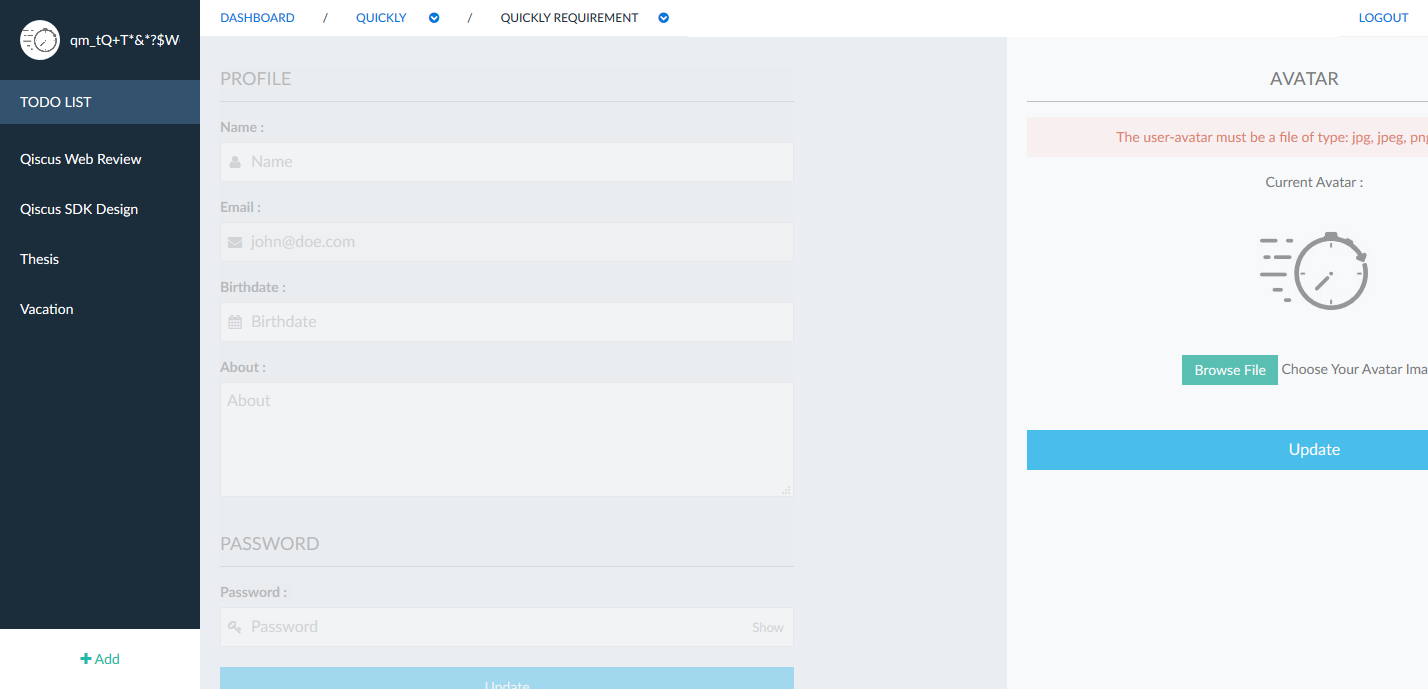 qm_tQ+T*&*?$W
TODO LIST
Qiscus Web Review
Qiscus SDK Design
Thesis
Vacation
+ Add
DASHBOARD / QUICKLY / QUICKLY REQUIREMENT
LOGOUT
PROFILE
Name :
Name
Email :
john@doe.com
Birthdate :
Birthdate
About :
About
PASSWORD
Password :
Password Show
Update
AVATAR
The user-avatar must be a file of type: jpg, jpeg, png
Current Avatar :
Browse File Choose Your Avatar Ima
Update